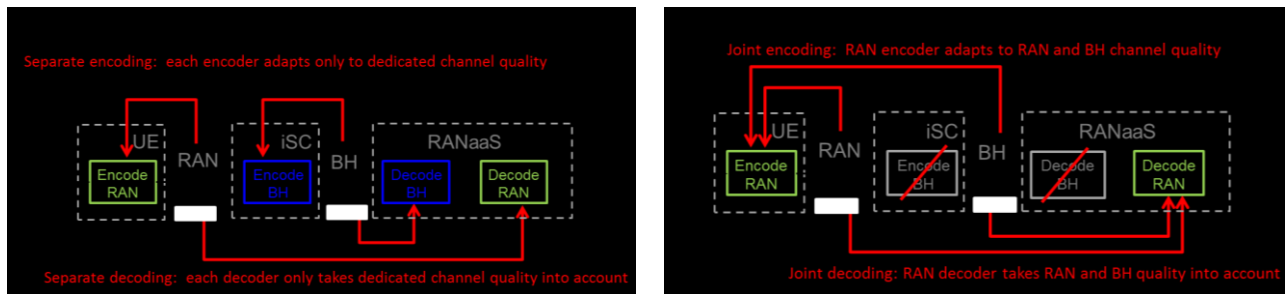 Separate encoding: each encoder adapts only to dedicated channel quality
UE
RAN
iSC
BH
RANaaS
Encode
RAN
Encode
BH
Decode
BH
Decode
RAN
Separate decoding: each decoder only takes dedicated channel quality into account
Joint encoding: RAN encoder adapts to RAN and BH channel quality
UE
RAN
iSC
BH
RANaaS
Encode
RAN
Encode
BH
Decode
BH
Decode
RAN
Joint decoding: RAN decoder takes RAN and BH quality into account